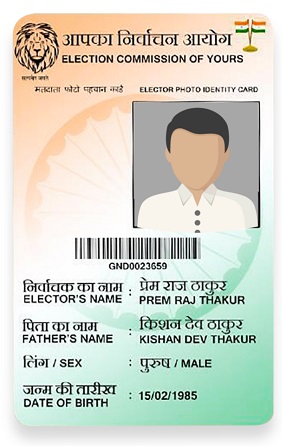 आपका निर्वाचन आयोग
ELECTION COMMISSION OF YOURS
सत्यमेव जयते
मतदाता फोटो पहचान कार्ड ELECTOR PHOTO IDENTITY CARD
GND0023659
निर्वाचक का नाम : प्रेम राज ठाकुर
ELECTOR'S NAME PREM RAJ THAKUR
पिता का नाम : किशन देव ठाकुर
FATHER'S NAME KISHAN DEV THAKUR
लिंग / SEX : पुरुष / MALE
जन्म की तारीख
DATE OF BIRTH : 15/02/1985